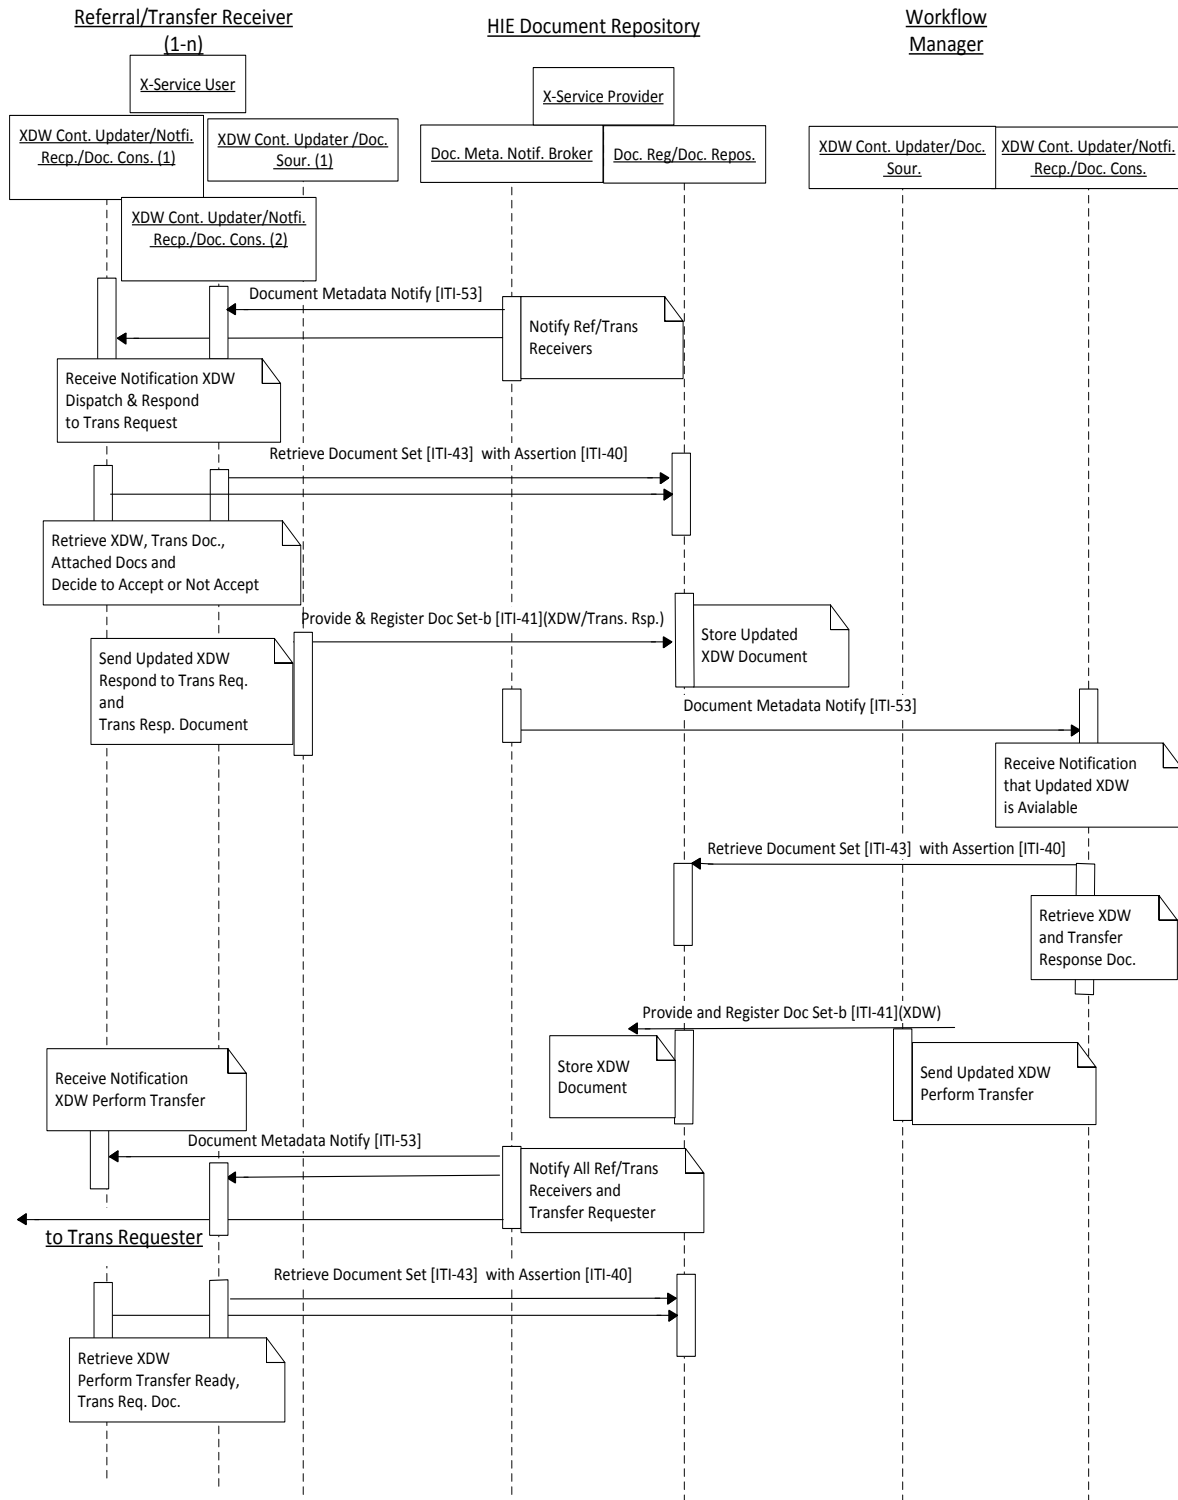 Referral/Transfer Receiver
(1-n)
HIE Document Repository
Workflow
Manager
X-Service User
X-Service Provider
XDW Cont. Updater/Notfi.
Recp./Doc. Cons. (1)
XDW Cont. Updater /Doc.
Sour. (1)
Doc. Meta. Notif. Broker
Doc. Reg/Doc. Repos.
XDW Cont. Updater/Doc.
Sour.
XDW Cont. Updater/Notfi.
Recp./Doc. Cons.
XDW Cont. Updater/Notfi.
Recp./Doc. Cons. (2)
Document Metadata Notify [ITI-53]
Notify Ref/Trans
Receivers
Receive Notification XDW
Dispatch & Respond
to Trans Request
Retrieve Document Set [ITI-43]  with Assertion [ITI-40]
Retrieve XDW, Trans Doc.,
Attached Docs and
Decide to Accept or Not Accept
Provide & Register Doc Set-b [ITI-41](XDW/Trans. Rsp.)
Store Updated
XDW Document
Send Updated XDW
Respond to Trans Req.
and
Trans Resp. Document
Document Metadata Notify [ITI-53]
Receive Notification
that Updated XDW
is Avialable
Retrieve Document Set [ITI-43]  with Assertion [ITI-40]
Retrieve XDW
and Transfer
Response Doc.
Provide and Register Doc Set-b [ITI-41](XDW)
Store XDW
Document
Send Updated XDW
Perform Transfer
Receive Notification
XDW Perform Transfer
Document Metadata Notify [ITI-53]
Notify All Ref/Trans
Receivers and
Transfer Requester
to Trans Requester
Retrieve Document Set [ITI-43]  with Assertion [ITI-40]
Retrieve XDW
Perform Transfer Ready,
Trans Req. Doc.